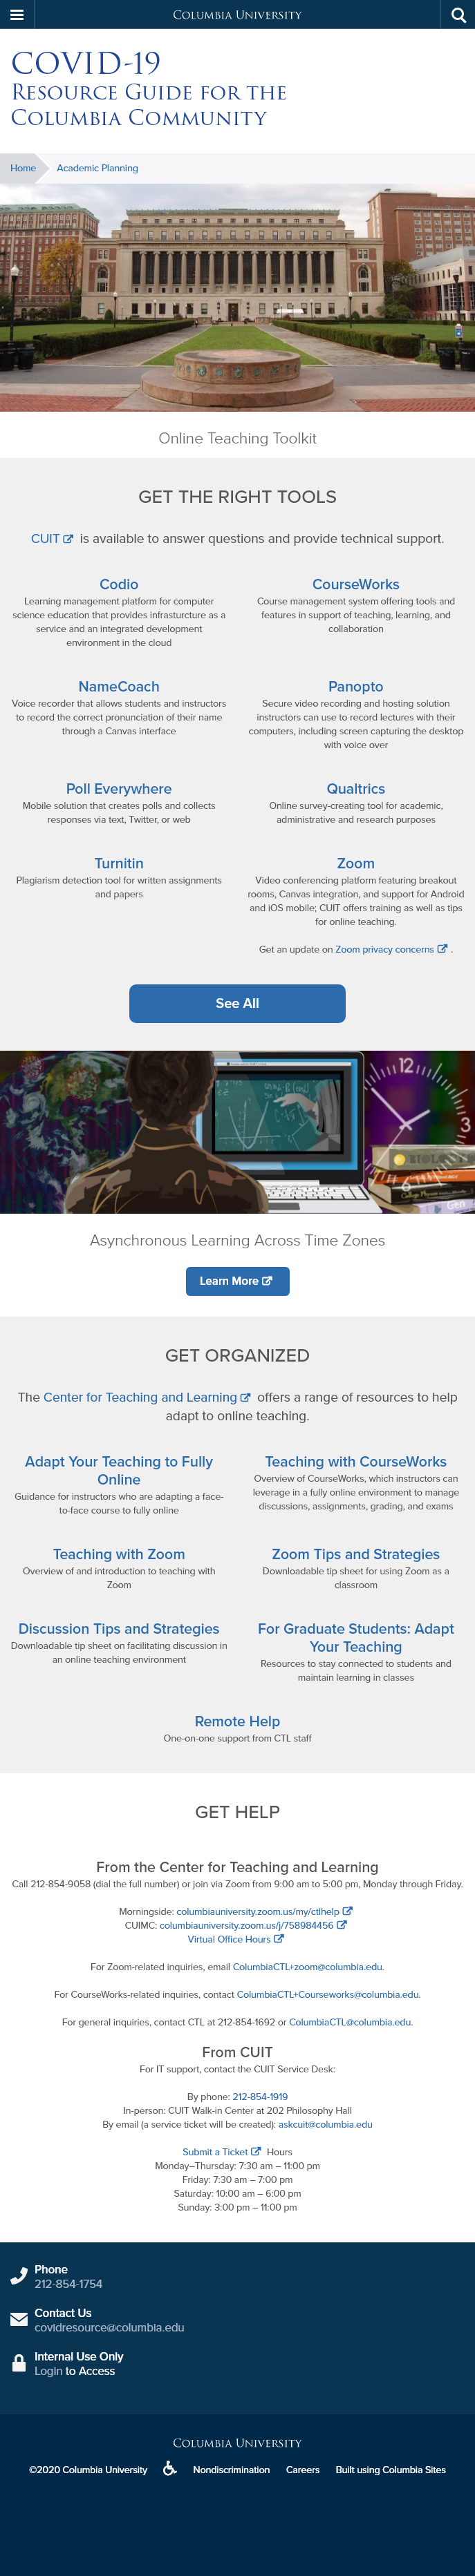 COLUMBIA UNIVERSITY
COVID-19
RESOURCE GUIDE FOR THE
COLUMBIA COMMUNITY
Home
Academic Planning
Online Teaching Toolkit
GET THE RIGHT TOOLS
CUIT is available to answer questions and provide technical support.
Codio
Learning management platform for computer
science education that provides infrasturcture as a
service and an integrated development
environment in the cloud
CourseWorks
Course management system offering tools and
features in support of teaching, learning, and
collaboration
NameCoach
Voice recorder that allows students and instructors
to record the correct pronunciation of their name
through a Canvas interface
Panopto
Secure video recording and hosting solution
instructors can use to record lectures with their
computers, including screen capturing the desktop
with voice over
Poll Everywhere
Mobile solution that creates polls and collects
responses via text, Twitter, or web
Qualtrics
Online survey-creating tool for academic,
administrative and research purposes
Turnitin
Plagiarism detection tool for written assignments
and papers
Zoom
Video conferencing platform featuring breakout
rooms, Canvas integration, and support for Android
and iOS mobile; CUIT offers training as well as tips
for online teaching.
Get an update on Zoom privacy concerns .
See All
12
3
6
Asynchronous Learning Across Time Zones
Learn More
GET ORGANIZED
The Center for Teaching and Learning offers a range of resources to help
adapt to online teaching.
Adapt Your Teaching to Fully
Online
Guidance for instructors who are adapting a face-
to-face course to fully online
Teaching with CourseWorks
Overview of CourseWorks, which instructors can
leverage in a fully online environment to manage
discussions, assignments, grading, and exams
Teaching with Zoom
Overview of and introduction to teaching with
Zoom
Zoom Tips and Strategies
Downloadable tip sheet for using Zoom as a
classroom
Discussion Tips and Strategies
Downloadable tip sheet on facilitating discussion in
an online teaching environment
For Graduate Students: Adapt
Your Teaching
Resources to stay connected to students and
maintain learning in classes
Remote Help
One-on-one support from CTL staff
GET HELP
From the Center for Teaching and Learning
Call 212-854-9058 (dial the full number) or join via Zoom from 9:00 am to 5:00 pm, Monday through Friday.
Morningside: columbiauniversity.zoom.us/my/ctlhelp
CUIMC: columbiauniversity.zoom.us/j/758984456
Virtual Office Hours
For Zoom-related inquiries, email ColumbiaCTL+zoom@columbia.edu.
For CourseWorks-related inquiries, contact ColumbiaCTL+Courseworks@columbia.edu.
For general inquiries, contact CTL at 212-854-1692 or ColumbiaCTL@columbia.edu.
From CUIT
For IT support, contact the CUIT Service Desk:
By phone: 212-854-1919
In-person: CUIT Walk-in Center at 202 Philosophy Hall
By email (a service ticket will be created): askcuit@columbia.edu
Submit a Ticket Hours
Monday–Thursday: 7:30 am – 11:00 pm
Friday: 7:30 am – 7:00 pm
Saturday: 10:00 am – 6:00 pm
Sunday: 3:00 pm – 11:00 pm
Phone
212-854-1754
Contact Us
covidresource@columbia.edu
Internal Use Only
Login to Access
COLUMBIA UNIVERSITY
©2020 Columbia University Nondiscrimination Careers Built using Columbia Sites